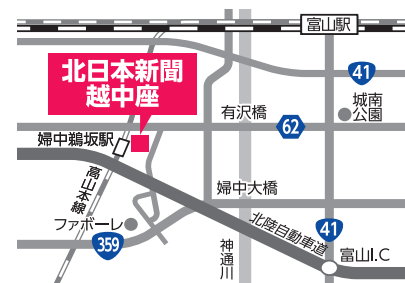 富山駅
41
北日本新聞
越中座
城南
公園
有沢橋
62
婦中鵜坂駅
高山本線
婦中大橋
ファボーレ
北陸自動車道
41
359
神通川
富山I.C